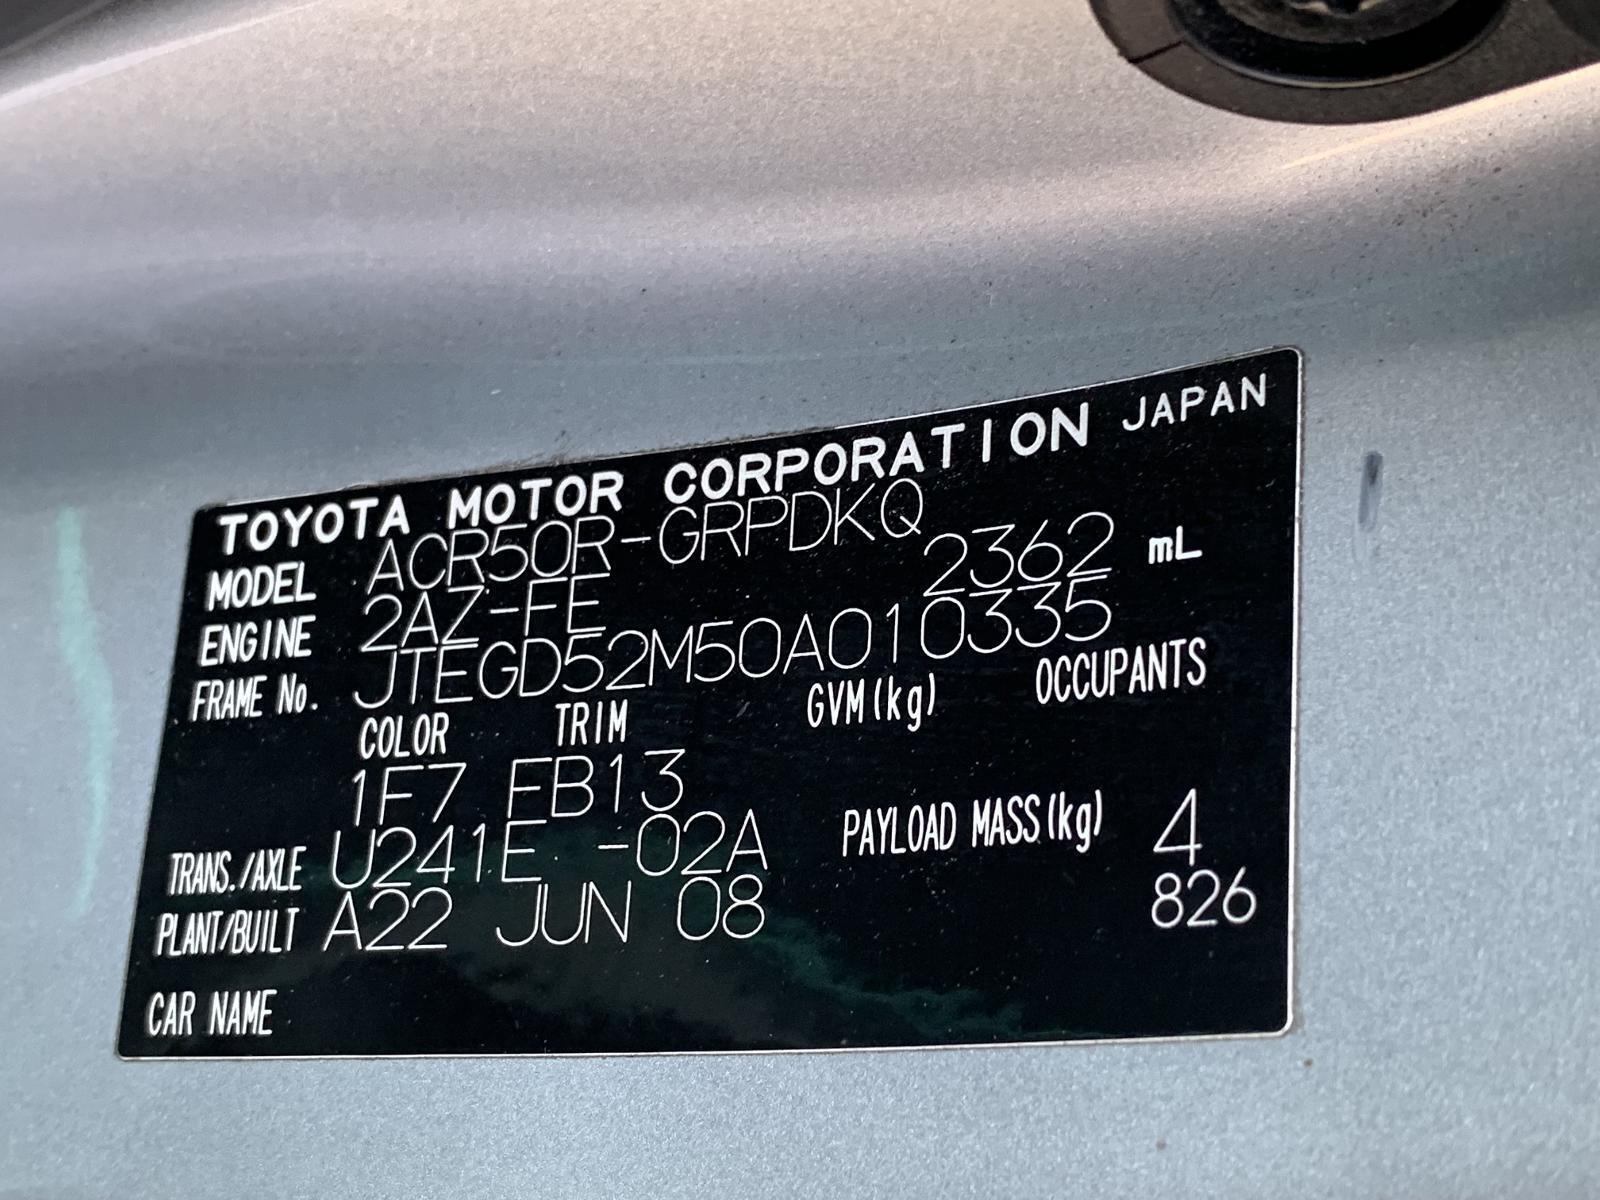 TOYOTA MOTOR CORPORATION JAPAN
MODEL ACR50R-GRPDKQ
ENGINE 2AZ-FE 2362 mL
FRAME No. JTEGD52M50A010335
COLOR TRIM GVM(kg) OCCUPANTS
1F7 FB13
TRANS./AXLE U241E -02A PAYLOAD MASS(kg) 4
PLANT/BUILT A22 JUN 08 826
CAR NAME